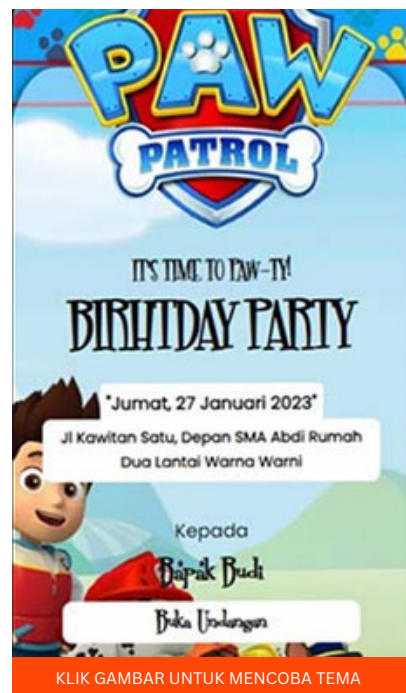 PAW
PATROL
IT'S TIME TO PAW-TY!
BIRHTDAY PARTY
"Jumat, 27 Januari 2023"
Jl Kawitan Satu, Depan SMA Abdi Rumah
Dua Lantai Warna Warni
Kepada
Bapak Budi
Buka Undangan
KLIK GAMBAR UNTUK MENCOBA TEMA